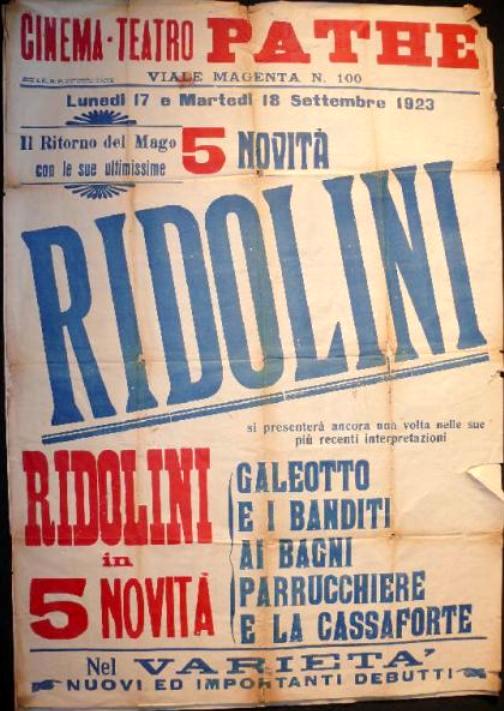 CINEMA-TEATRO PATHE
VIALE MAGENTA N. 100
Lunedì 17 e Martedì 18 Settembre 1923
Il Ritorno del Mago
con le sue ultimissime
5 NOVITÀ
RIDOLINI
si presenterà ancora una volta nelle sue
più recenti interpretazioni
RIDOLINI
in
5 NOVITÀ
GALEOTTO
E I BANDITI
AI BAGNI
PARRUCCHIERE
E LA CASSAFORTE
Nel VARIETA'
NUOVI ED IMPORTANTI DEBUTTI